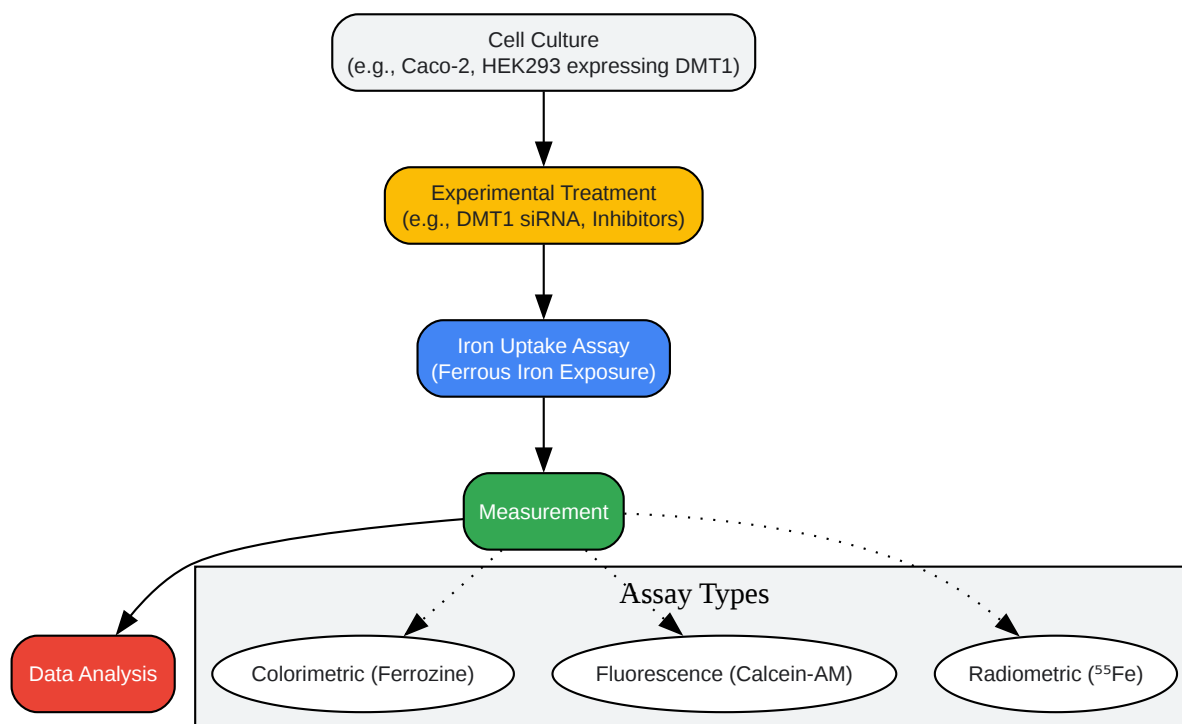 Cell Culture
(e.g., Caco-2, HEK293 expressing DMT1)
Experimental Treatment
(e.g., DMT1 siRNA, Inhibitors)
Iron Uptake Assay
(Ferrous Iron Exposure)
Measurement
Assay Types
Data Analysis
Colorimetric (Ferrozine)
Fluorescence (Calcein-AM)
Radiometric (⁵⁵Fe)